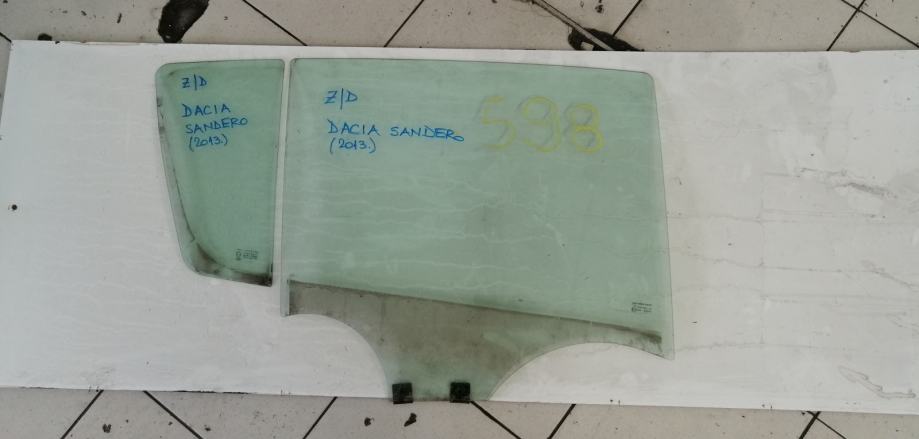 Z/D
DACIA
SANDERO
(2013.)
Z/D
DACIA SANDERO
(2013.)
598